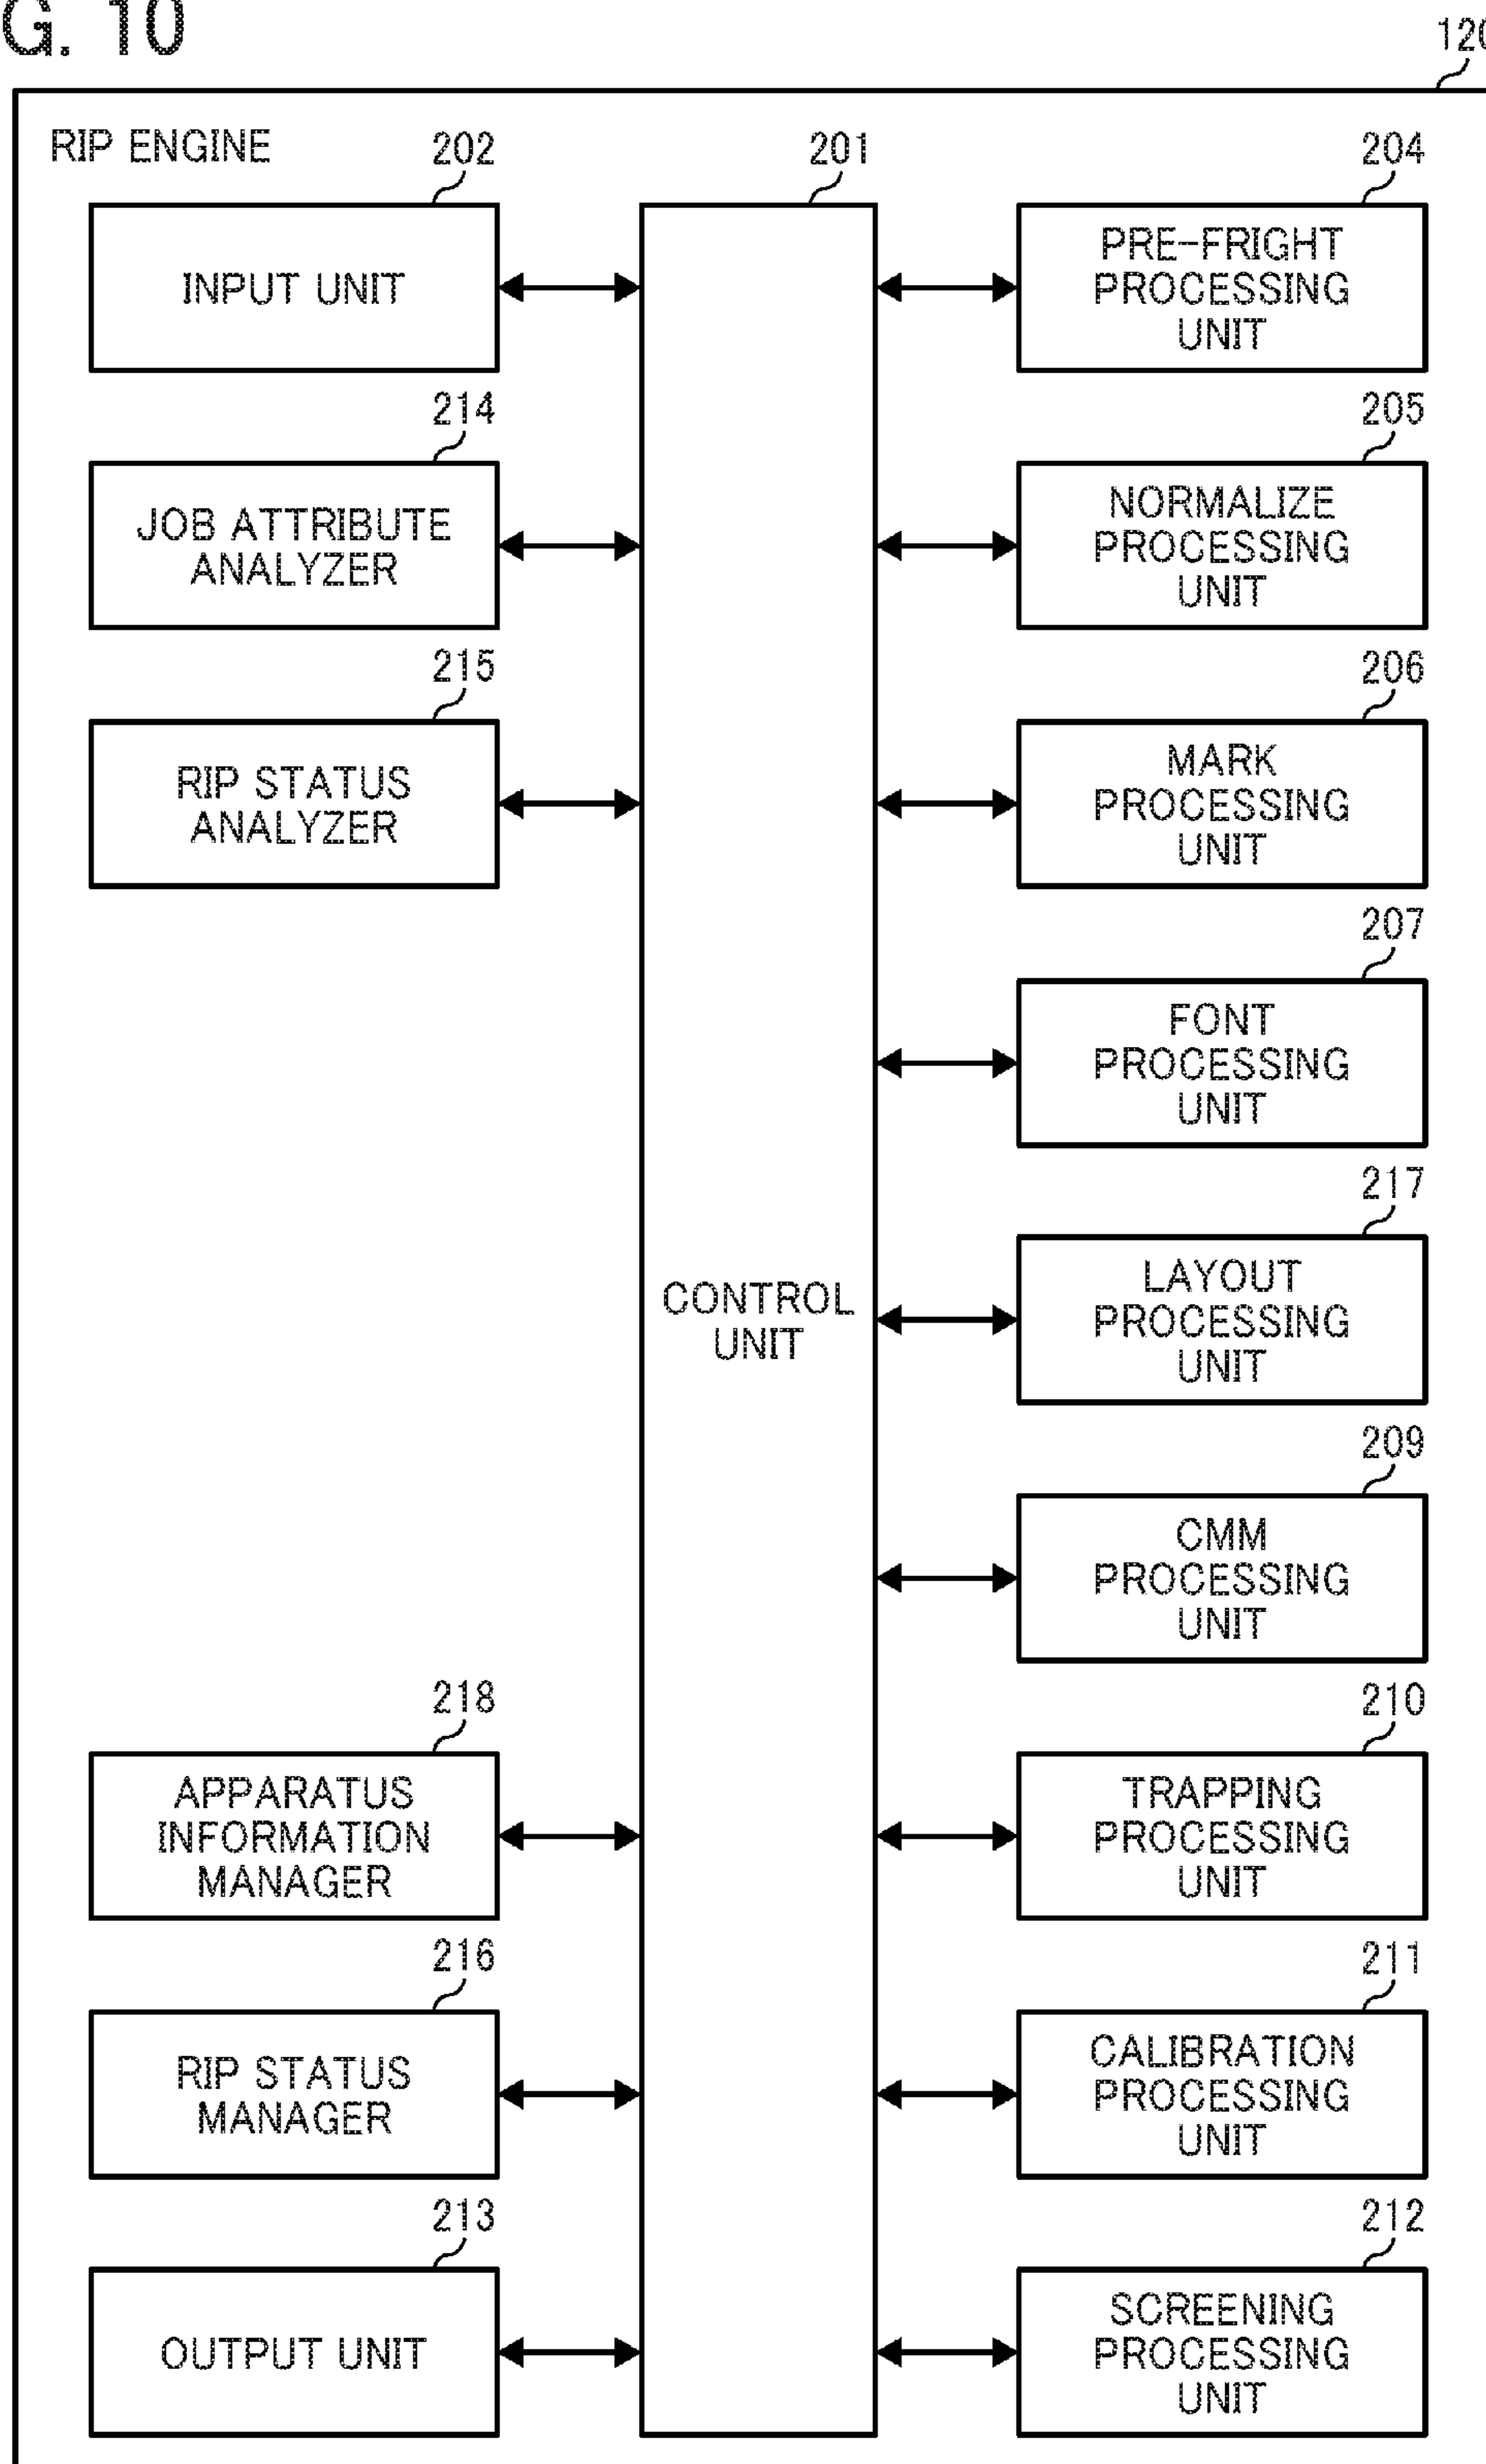 G. 10
120
RIP ENGINE
202
INPUT UNIT
214
JOB ATTRIBUTE
ANALYZER
215
RIP STATUS
ANALYZER
218
APPARATUS
INFORMATION
MANAGER
216
RIP STATUS
MANAGER
213
OUTPUT UNIT
201
CONTROL
UNIT
204
PRE-FRIGHT
PROCESSING
UNIT
205
NORMALIZE
PROCESSING
UNIT
206
MARK
PROCESSING
UNIT
207
FONT
PROCESSING
UNIT
217
LAYOUT
PROCESSING
UNIT
209
CMM
PROCESSING
UNIT
210
TRAPPING
PROCESSING
UNIT
211
CALIBRATION
PROCESSING
UNIT
212
SCREENING
PROCESSING
UNIT